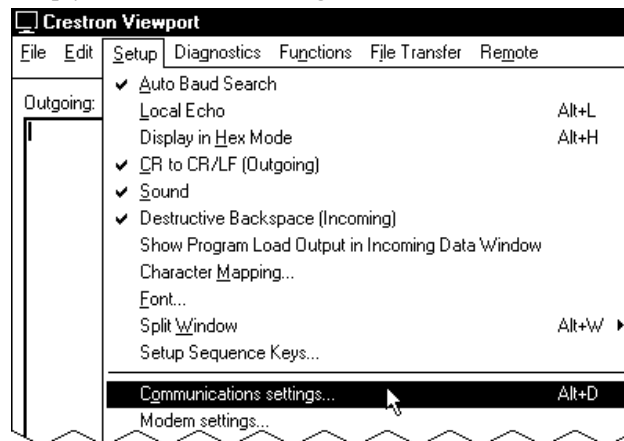 Crestron Viewport
File Edit Setup Diagnostics Functions File Transfer Remote
Outgoing:
✔ Auto Baud Search
Local Echo Alt+L
Display in Hex Mode Alt+H
✔ CR to CR/LF (Outgoing)
✔ Sound
✔ Destructive Backspace (Incoming)
Show Program Load Output in Incoming Data Window
Character Mapping...
Font...
Split Window Alt+W
Setup Sequence Keys...
Communications settings... Alt+D
Modem settings...